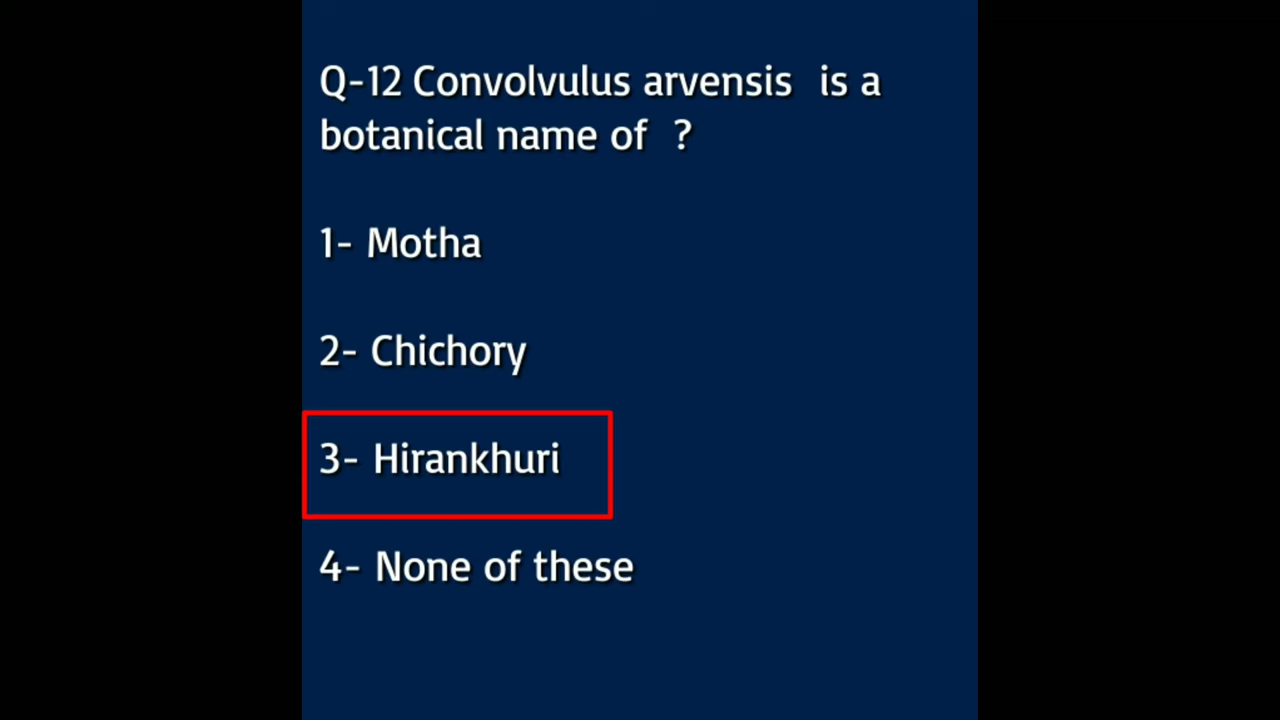 Q-12 Convolvulus arvensis is a
botanical name of ?
1- Motha
2- Chichory
3- Hirankhuri
4- None of these